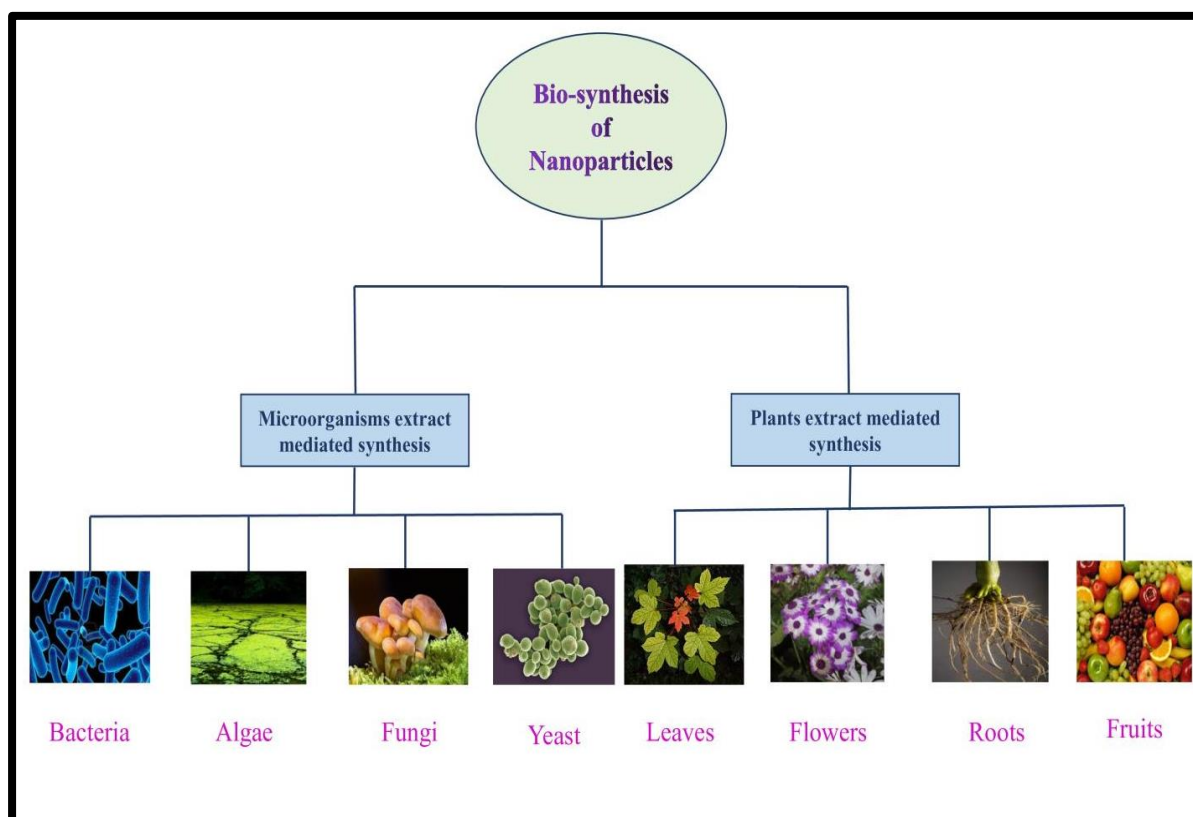 Bio-synthesis
of
Nanoparticles
Microorganisms extract
mediated synthesis
Plants extract mediated
synthesis
Bacteria
Algae
Fungi
Yeast
Leaves
Flowers
Roots
Fruits